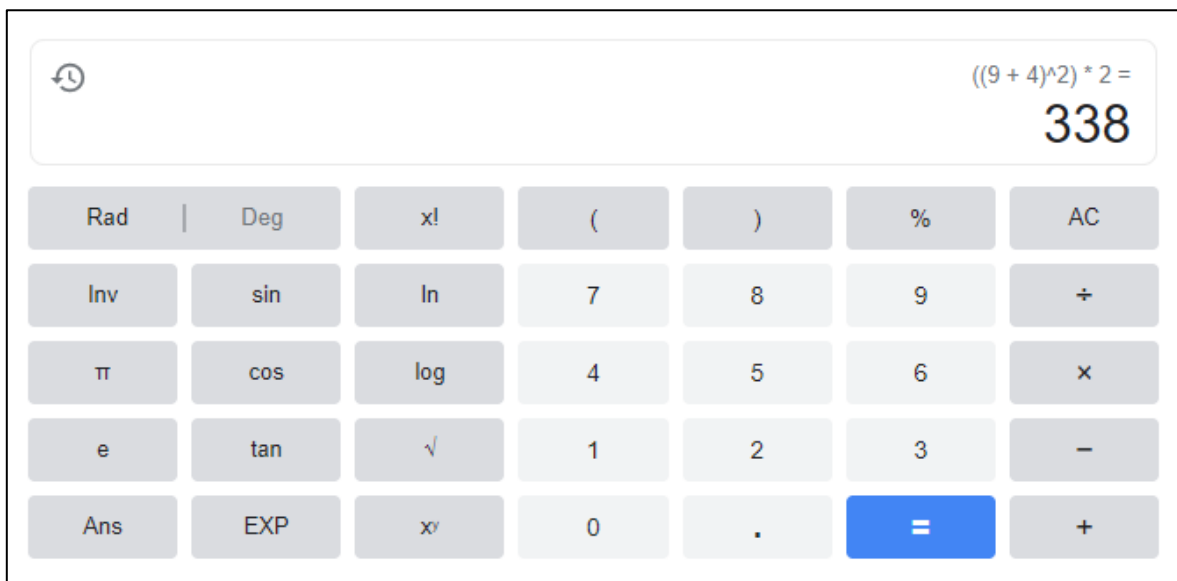 ((9 + 4)^2) * 2 =
338
Rad | Deg x! ( ) % AC
Inv sin ln 7 8 9 ÷
π cos log 4 5 6 ×
e tan √ 1 2 3 −
Ans EXP xʸ 0 . = +